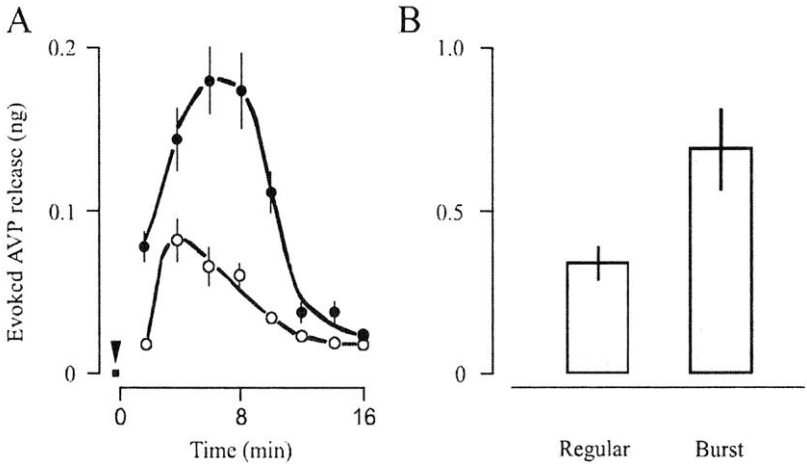 A
B
0.2
0.1
0
Evoked AVP release (ng)
0
8
16
Time (min)
1.0
0.5
0
Regular
Burst